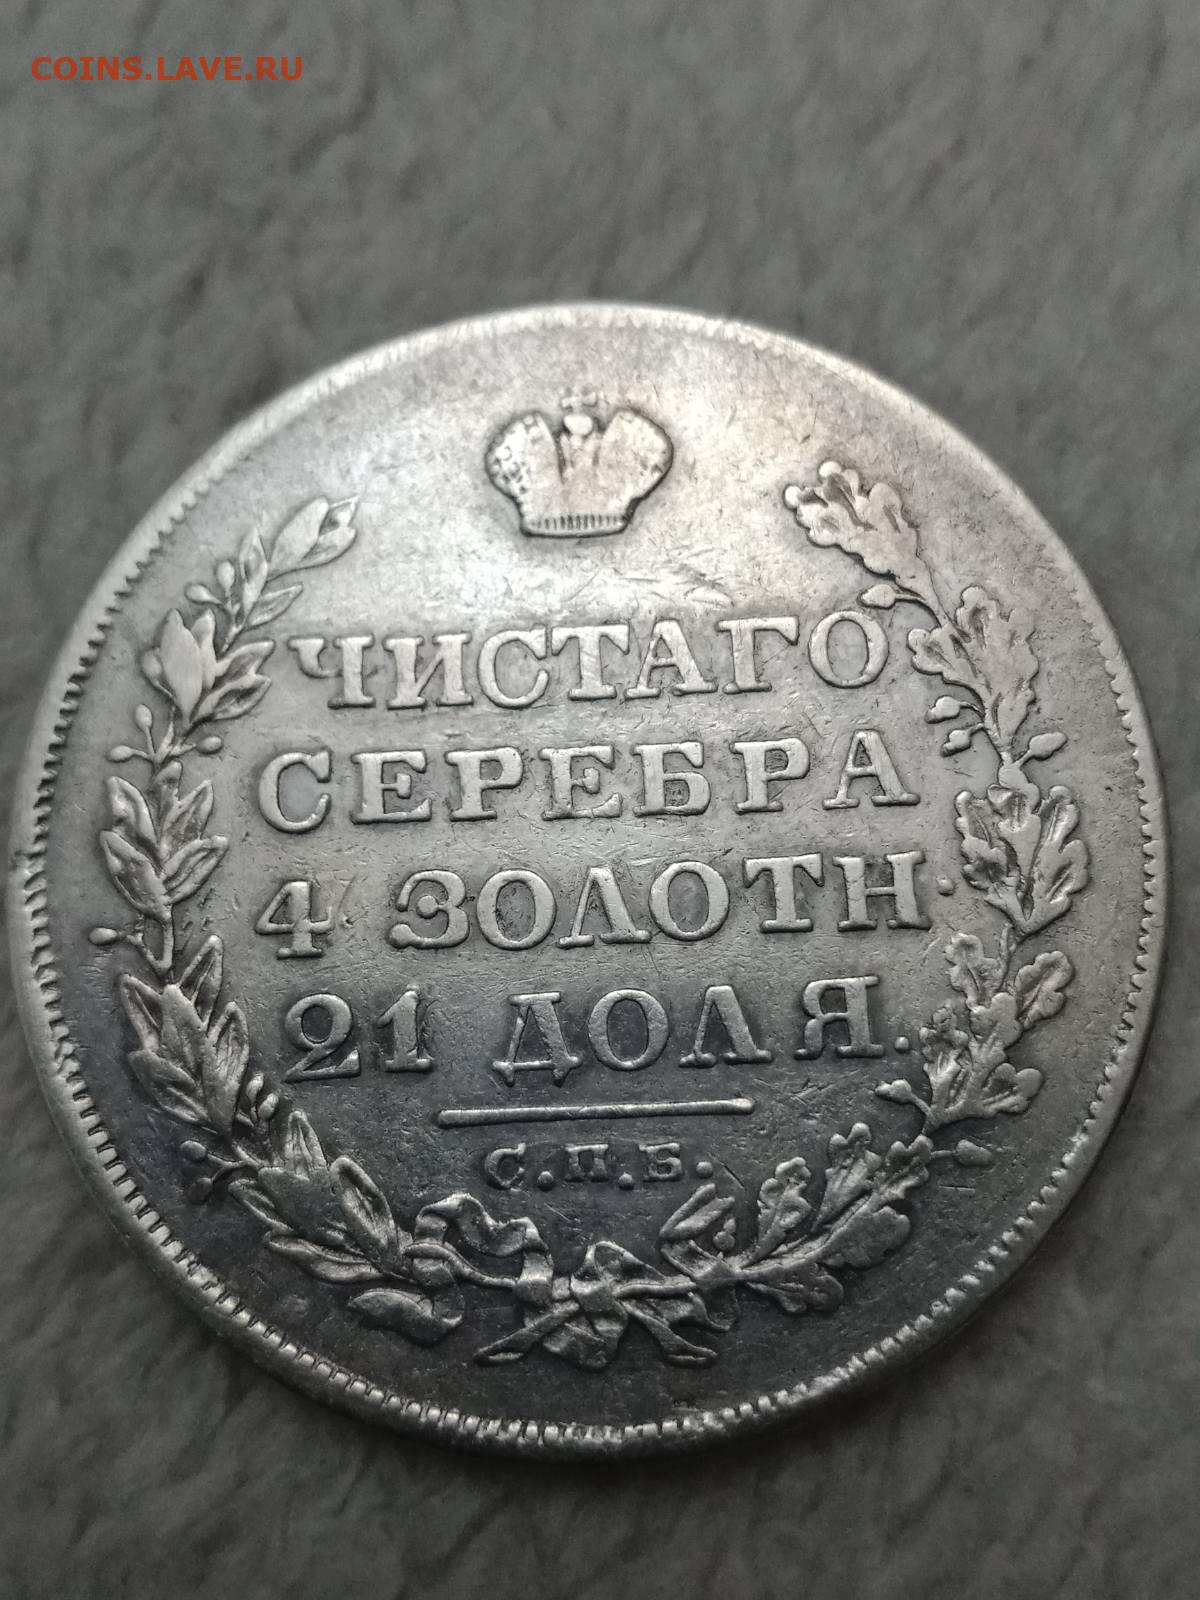 COINS.LAVE.RU
ЧИСТАГО
СЕРЕБРА
4 ЗОЛОТН.
21 ДОЛЯ.
С.П.Б.